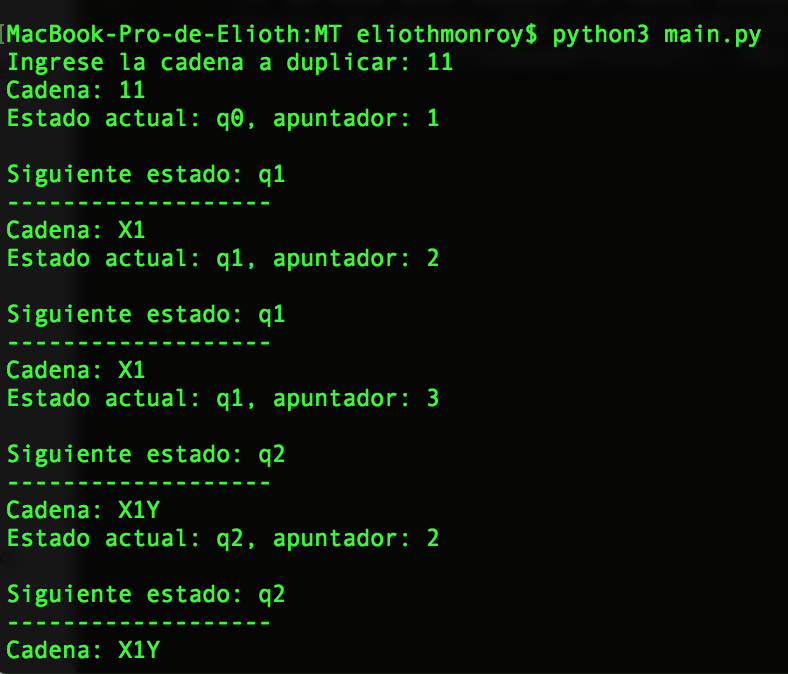 [MacBook-Pro-de-Elioth:MT eliothmonroy$ python3 main.py
Ingrese la cadena a duplicar: 11
Cadena: 11
Estado actual: q0, apuntador: 1
Siguiente estado: q1
-------------------
Cadena: X1
Estado actual: q1, apuntador: 2
Siguiente estado: q1
-------------------
Cadena: X1
Estado actual: q1, apuntador: 3
Siguiente estado: q2
-------------------
Cadena: X1Y
Estado actual: q2, apuntador: 2
Siguiente estado: q2
-------------------
Cadena: X1Y